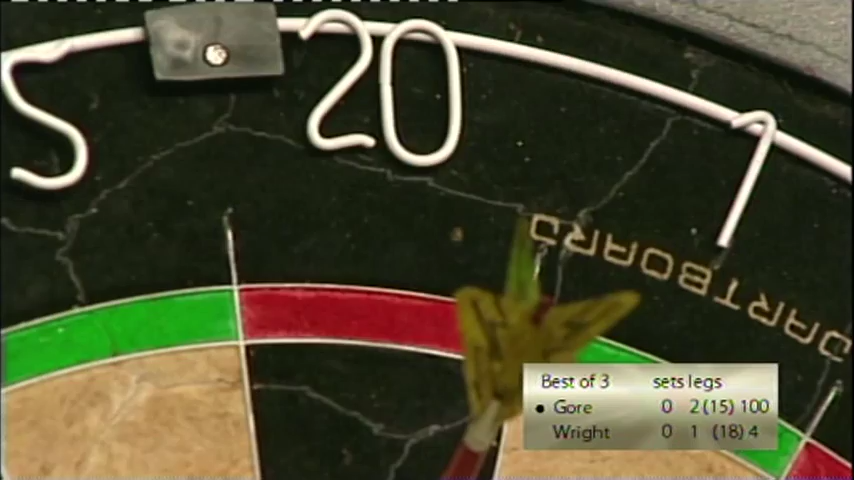 5 20 1
DARTBOARD DAR
Best of 3 sets legs
• Gore 0 2 (15) 100
Wright 0 1 (18) 4